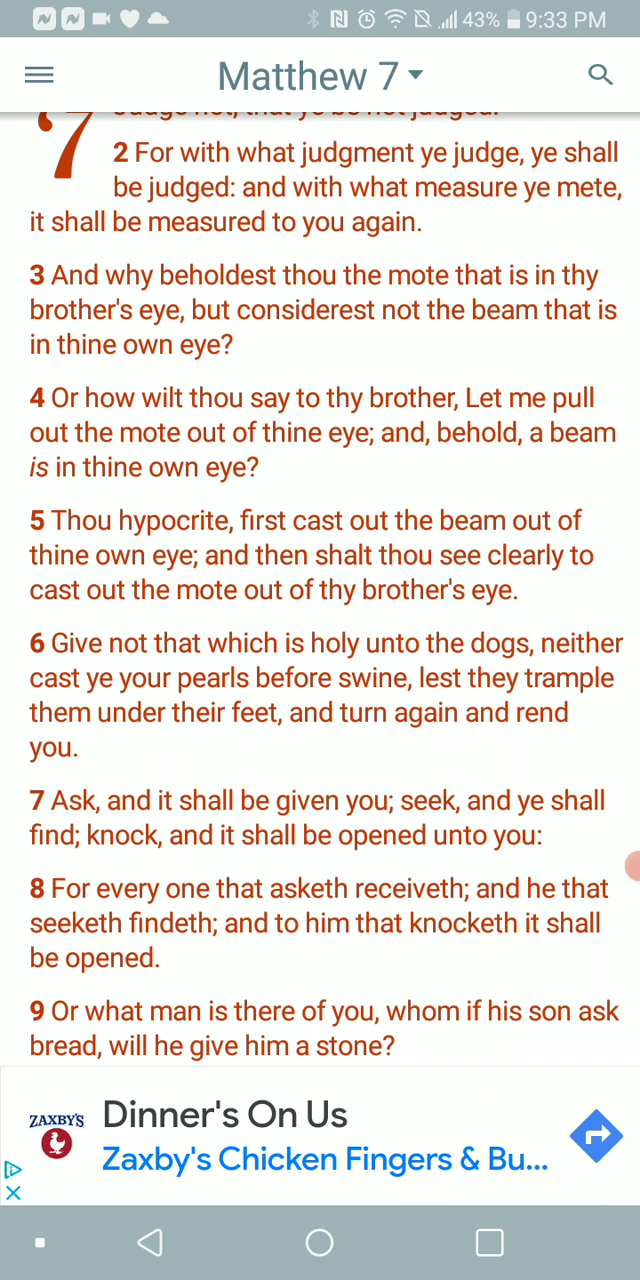 43% 9:33 PM
Matthew 7
7 Judge not, that ye be not judged.
2 For with what judgment ye judge, ye shall
be judged: and with what measure ye mete,
it shall be measured to you again.
3 And why beholdest thou the mote that is in thy
brother's eye, but considerest not the beam that is
in thine own eye?
4 Or how wilt thou say to thy brother, Let me pull
out the mote out of thine eye; and, behold, a beam
is in thine own eye?
5 Thou hypocrite, first cast out the beam out of
thine own eye; and then shalt thou see clearly to
cast out the mote out of thy brother's eye.
6 Give not that which is holy unto the dogs, neither
cast ye your pearls before swine, lest they trample
them under their feet, and turn again and rend
you.
7 Ask, and it shall be given you; seek, and ye shall
find; knock, and it shall be opened unto you:
8 For every one that asketh receiveth; and he that
seeketh findeth; and to him that knocketh it shall
be opened.
9 Or what man is there of you, whom if his son ask
bread, will he give him a stone?
ZAXBY'S
Dinner's On Us
Zaxby's Chicken Fingers & Bu...